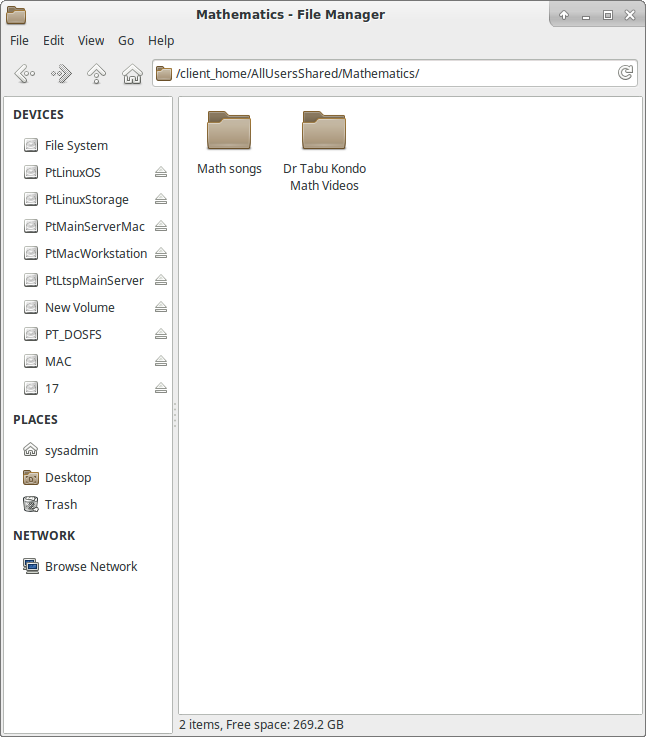 Mathematics - File Manager
File Edit View Go Help
/client_home/AllUsersShared/Mathematics/
DEVICES
File System
PtLinuxOS
PtLinuxStorage
PtMainServerMac
PtMacWorkstation
PtLtspMainServer
New Volume
PT_DOSFS
MAC
17
PLACES
sysadmin
Desktop
Trash
NETWORK
Browse Network
Math songs
Dr Tabu Kondo
Math Videos
2 items, Free space: 269.2 GB